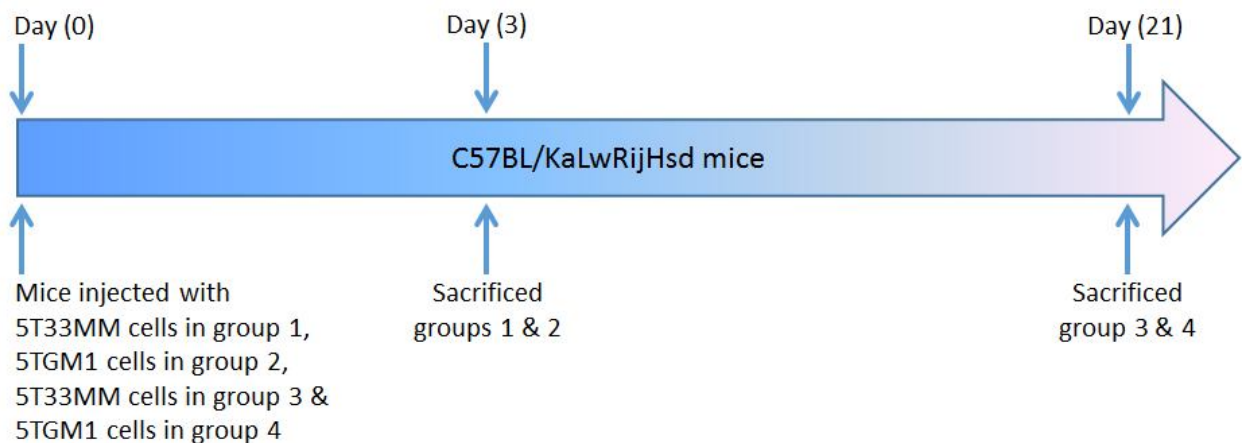 Day (0)
Day (3)
Day (21)
C57BL/KaLwRijHsd mice
Mice injected with
5T33MM cells in group 1,
5TGM1 cells in group 2,
5T33MM cells in group 3 &
5TGM1 cells in group 4
Sacrificed
groups 1 & 2
Sacrificed
group 3 & 4